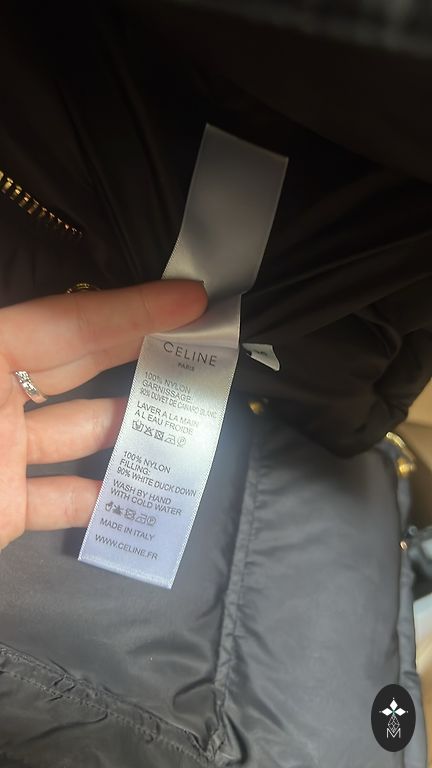 CELINE
PARIS
100% NYLON
GARNISSAGE:
90% DUVET DE CANARD BLANC
LAVER A LA MAIN
A L EAU FROIDE
100% NYLON
FILLING:
90% WHITE DUCK DOWN
WASH BY HAND
WITH COLD WATER
MADE IN ITALY
WWW.CELINE.FR
M